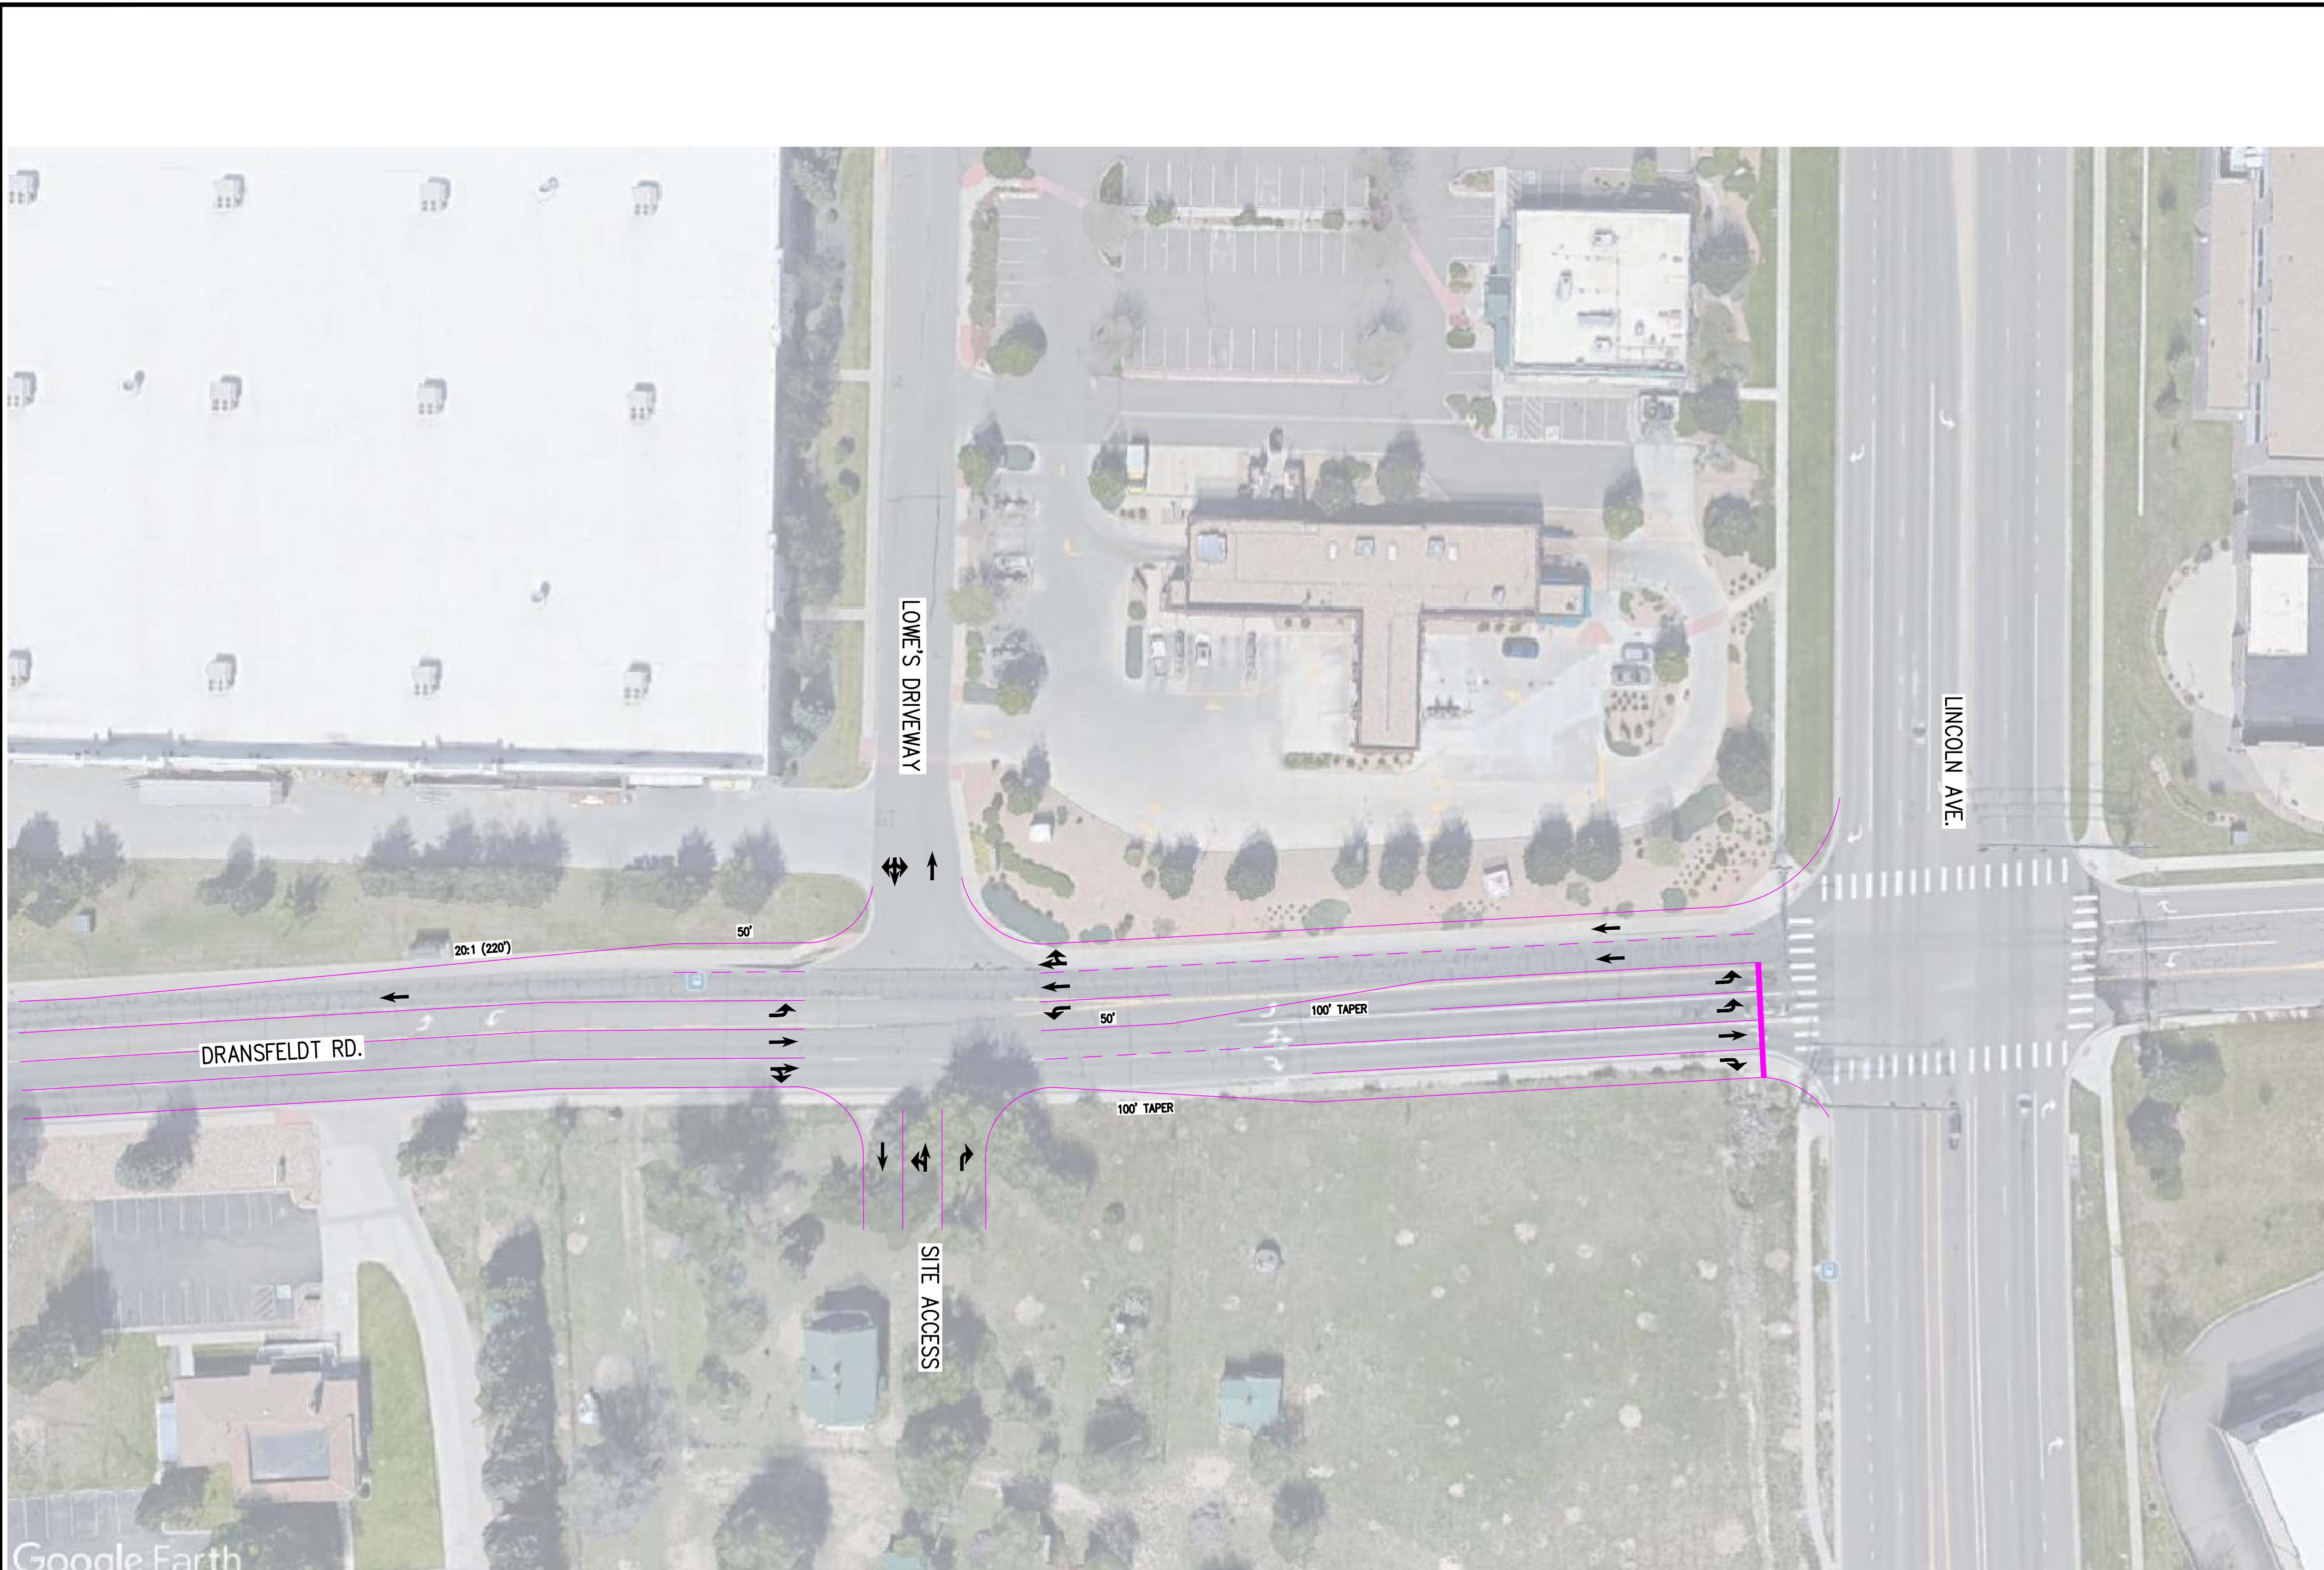 LOWE'S DRIVEWAY
LINCOLN AVE.
50'
20:1 (220')
100' TAPER
50'
DRANSFELDT RD.
100' TAPER
SITE ACCESS
Google Earth